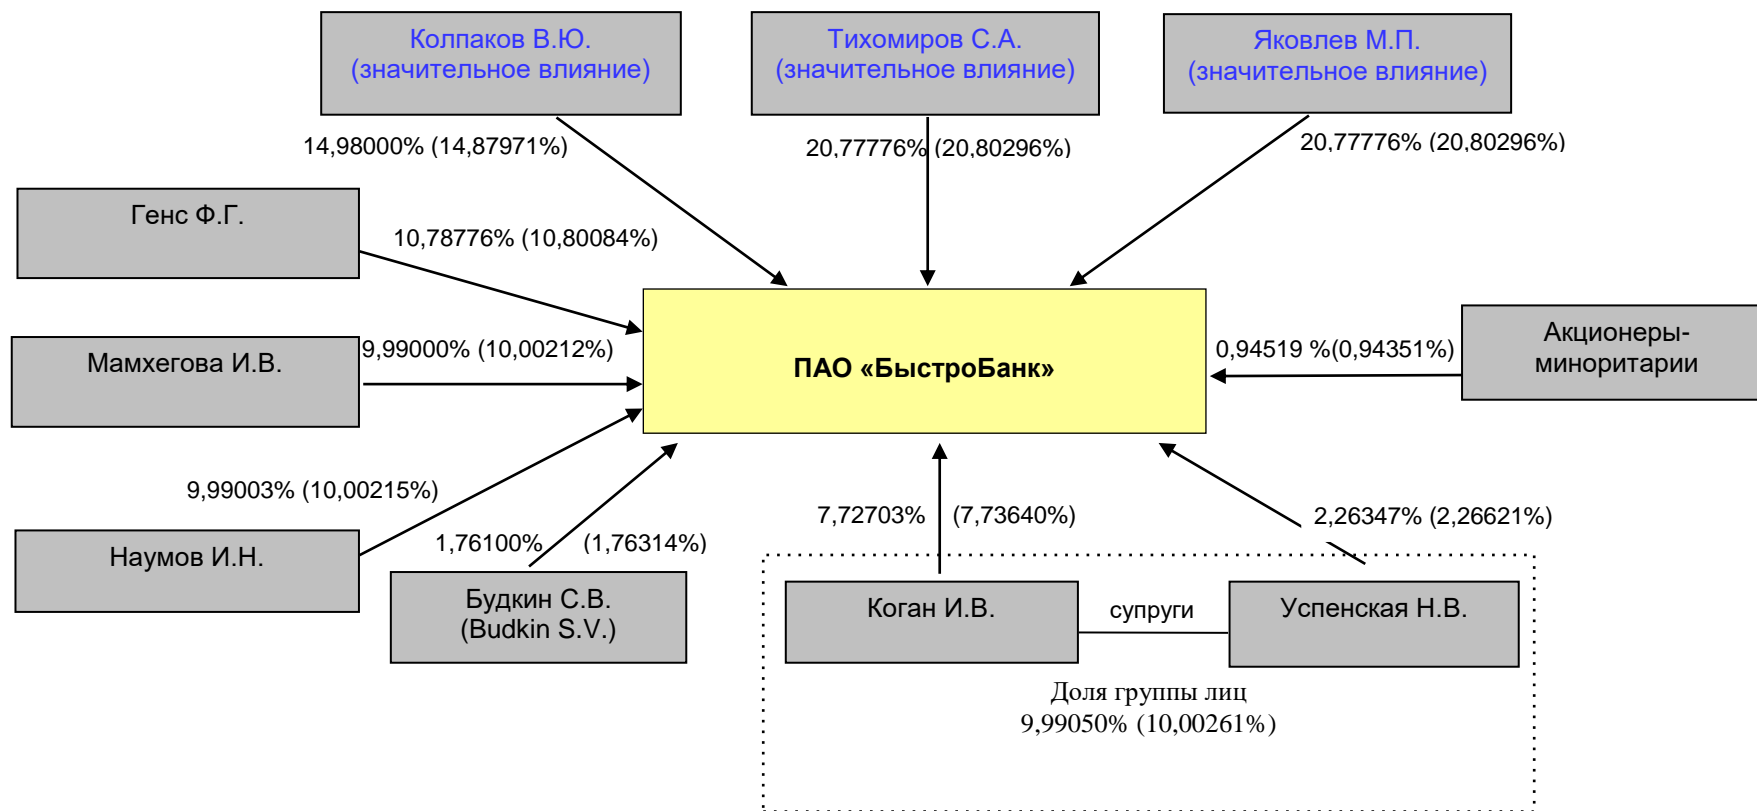 Колпаков В.Ю.
(значительное влияние)
Тихомиров С.А.
(значительное влияние)
Яковлев М.П.
(значительное влияние)
14,98000% (14,87971%)
20,77776% (20,80296%)
20,77776% (20,80296%)
Генс Ф.Г.
10,78776% (10,80084%)
Мамхегова И.В.
9,99000% (10,00212%)
ПАО «БыстроБанк»
0,94519 %(0,94351%)
Акционеры-
миноритарии
9,99003% (10,00215%)
Наумов И.Н.
1,76100% (1,76314%)
7,72703% (7,73640%)
2,26347% (2,26621%)
Будкин С.В.
(Budkin S.V.)
Коган И.В.
супруги
Успенская Н.В.
Доля группы лиц
9,99050% (10,00261%)